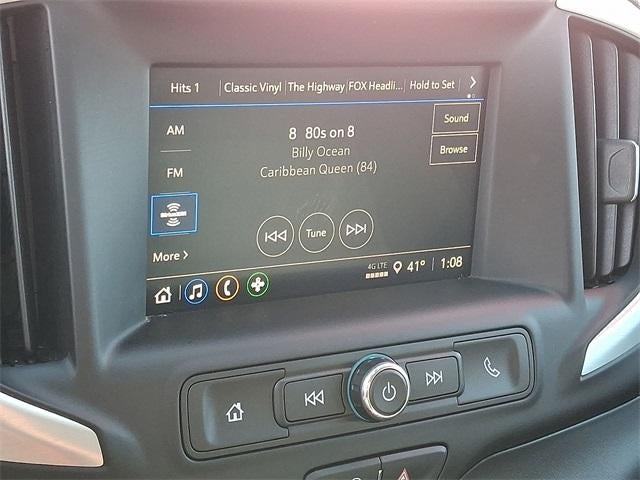 Hits 1 Classic Vinyl The Highway FOX Headli... Hold to Set
AM
8 80s on 8
Sound
Billy Ocean
Browse
FM
Caribbean Queen (84)
Tune
More
4G LTE 41° 1:08